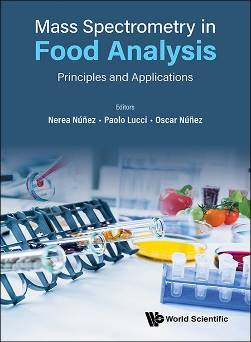 Mass Spectrometry in
Food Analysis
Principles and Applications
Editors
Nerea Núñez • Paolo Lucci • Oscar Núñez
World Scientific